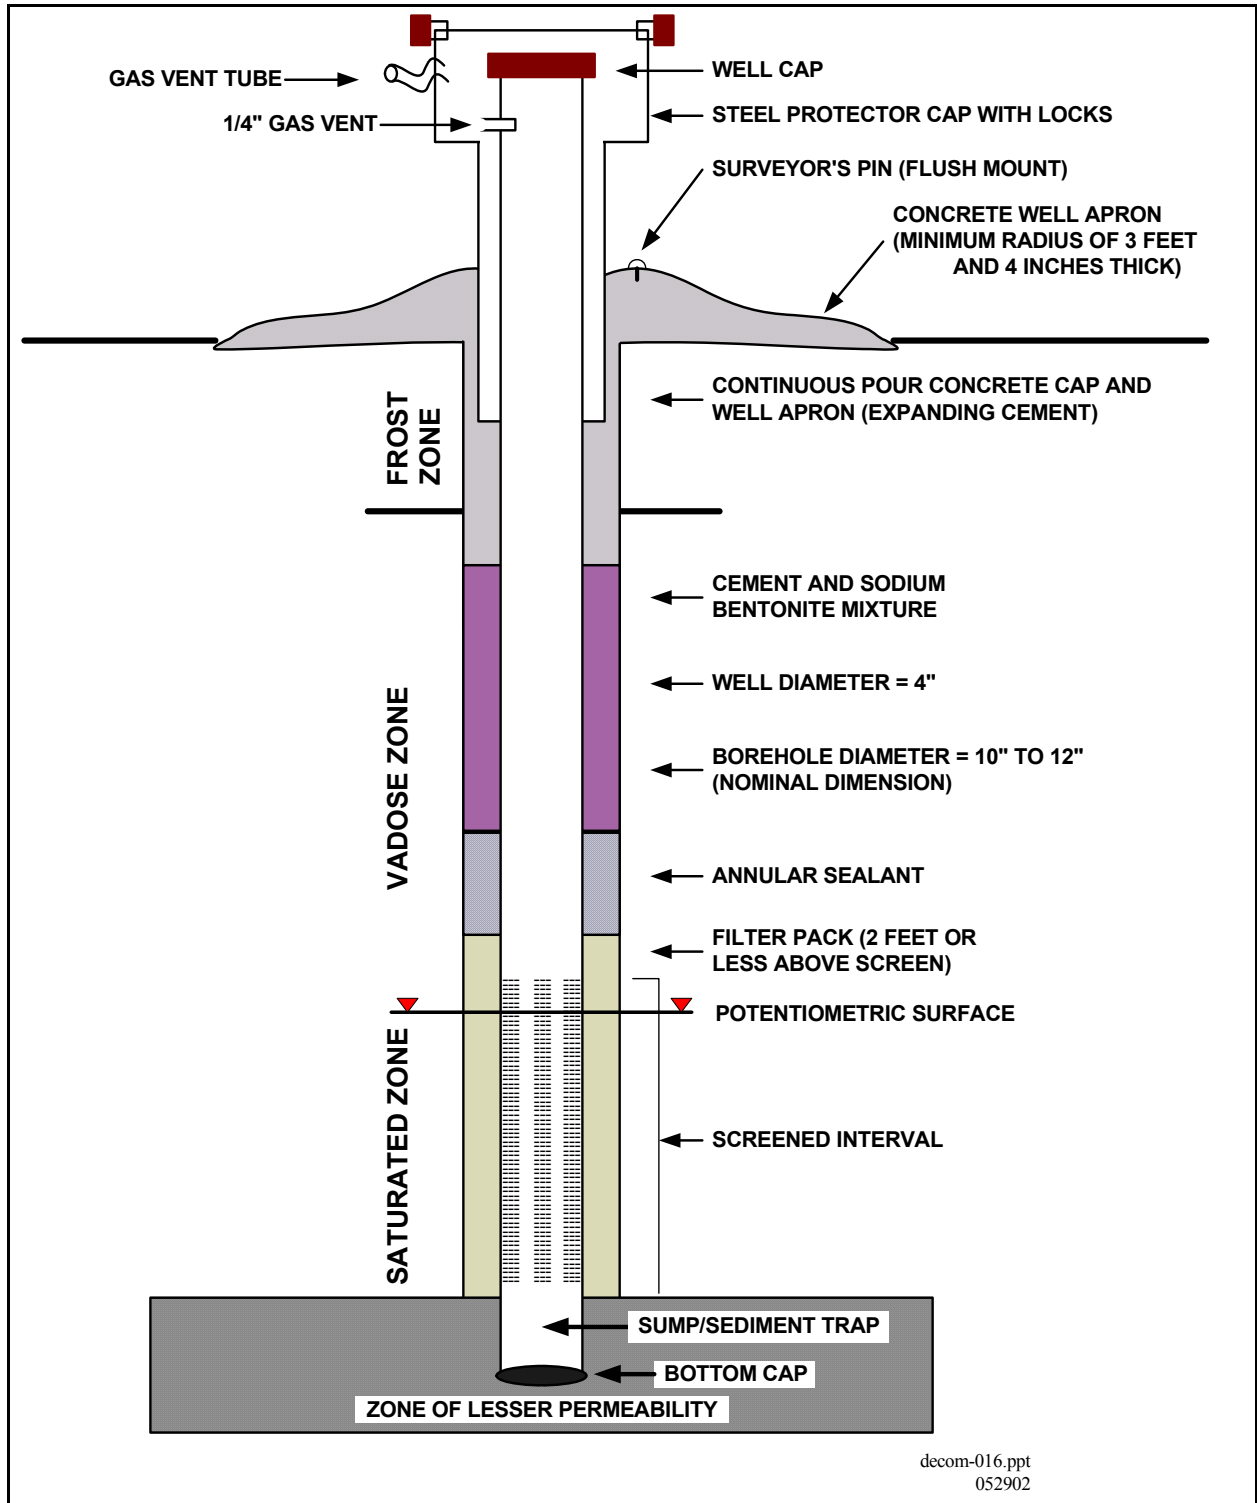 GAS VENT TUBE
WELL CAP
1/4" GAS VENT
STEEL PROTECTOR CAP WITH LOCKS
SURVEYOR'S PIN (FLUSH MOUNT)
CONCRETE WELL APRON
(MINIMUM RADIUS OF 3 FEET
AND 4 INCHES THICK)
FROST
ZONE
CONTINUOUS POUR CONCRETE CAP AND
WELL APRON (EXPANDING CEMENT)
VADOSE ZONE
CEMENT AND SODIUM
BENTONITE MIXTURE
WELL DIAMETER = 4"
BOREHOLE DIAMETER = 10" TO 12"
(NOMINAL DIMENSION)
ANNULAR SEALANT
FILTER PACK (2 FEET OR
LESS ABOVE SCREEN)
POTENTIOMETRIC SURFACE
SATURATED ZONE
SCREENED INTERVAL
SUMP/SEDIMENT TRAP
BOTTOM CAP
ZONE OF LESSER PERMEABILITY
decom-016.ppt
052902